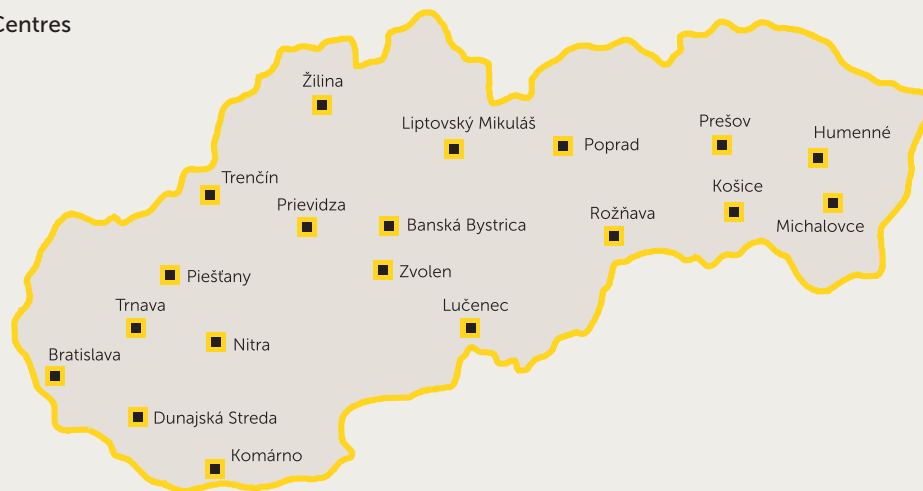 Centres
Žilina
Liptovský Mikuláš
Poprad
Prešov
Humenné
Trenčín
Prievidza
Košice
Banská Bystrica
Rožňava
Michalovce
Piešťany
Zvolen
Trnava
Lučenec
Nitra
Bratislava
Dunajská Streda
Komárno